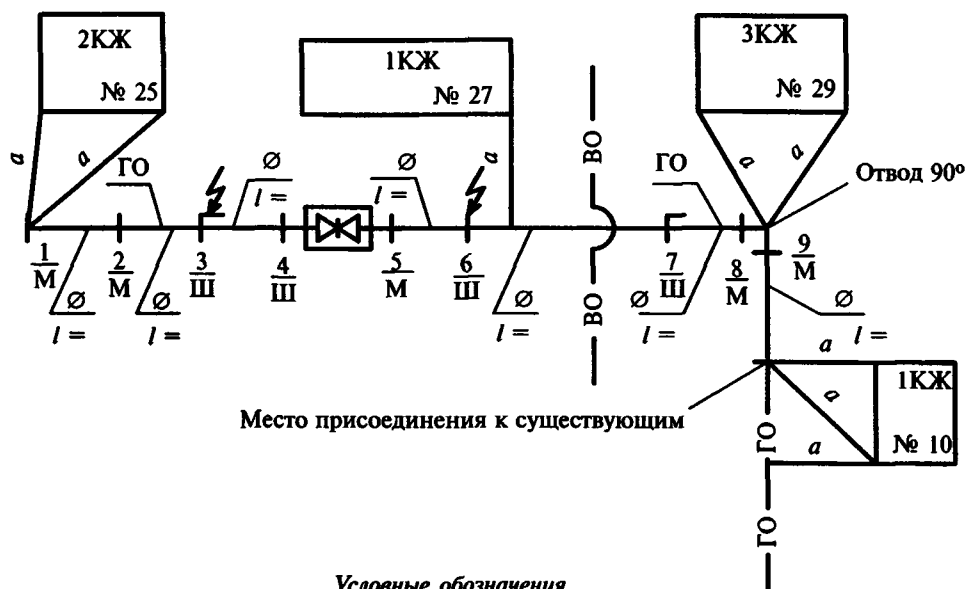 2КЖ
№ 25
1КЖ
№ 27
3КЖ
№ 29
а
а
ГО
Ø
l =
Ø
l =
а
ВО
ГО
а
а
Отвод 90°
1
М
2
М
3
Ш
4
Ш
5
М
6
Ш
7
Ш
8
М
9
М
Ø
l =
Ø
l =
Ø
l =
ВО
Ø
l =
Ø
l =
а
1КЖ
№ 10
а
а
Место присоединения к существующим
ГО
ГО
Условные обозначения